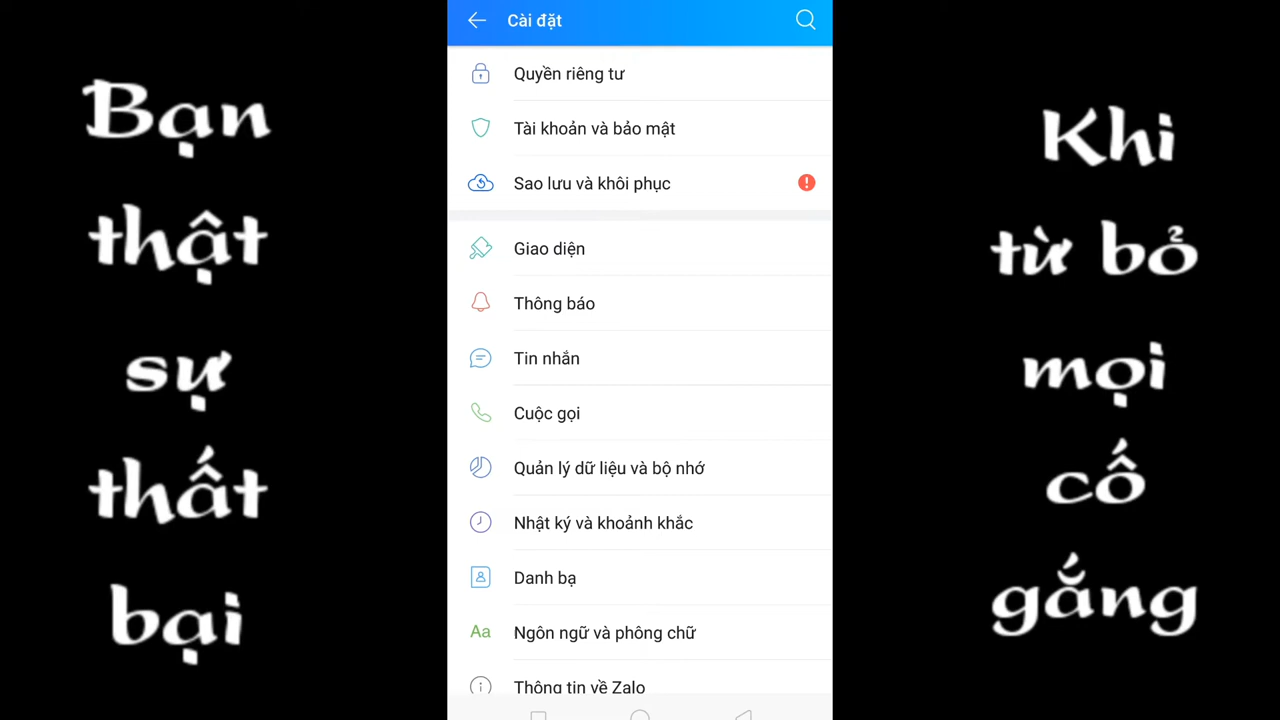 Bạn
thật
sự
thất
bại
Cài đặt
Quyền riêng tư
Tài khoản và bảo mật
Sao lưu và khôi phục
Giao diện
Thông báo
Tin nhắn
Cuộc gọi
Quản lý dữ liệu và bộ nhớ
Nhật ký và khoảnh khắc
Danh bạ
Aa Ngôn ngữ và phông chữ
Thông tin về Zalo
Khi
từ bỏ
mọi
cố
gắng